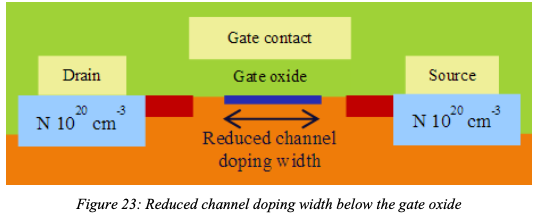 Gate contact
Drain
Gate oxide
Source
N 10^20 cm^-3
N 10^20 cm^-3
Reduced channel
doping width
Figure 23: Reduced channel doping width below the gate oxide